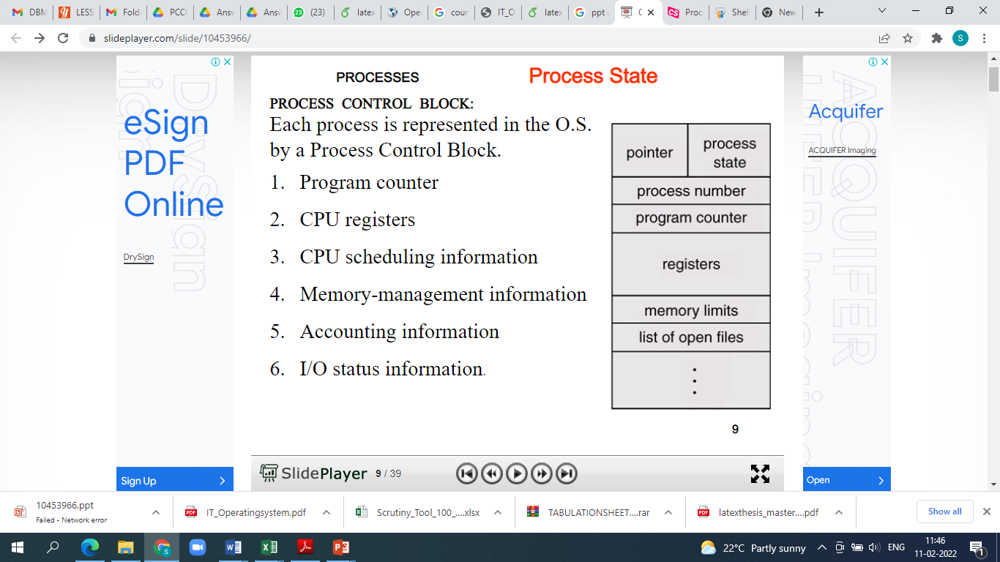 DBM
LESS
Fold
PCC
Answ
Answ
(23)
latex
Ope
cour
IT_O
latex
ppt
Proc
Shel
New
slideplayer.com/slide/10453966/
S
eSign
PDF
Online
DrySign
Sign Up
PROCESSES
Process State
PROCESS CONTROL BLOCK:
Each process is represented in the O.S.
by a Process Control Block.
1. Program counter
2. CPU registers
3. CPU scheduling information
4. Memory-management information
5. Accounting information
6. I/O status information.
pointer
process
state
process number
program counter
registers
memory limits
list of open files
9
Acquifer
ACQUIFER Imaging
Open
SlidePlayer 9 / 39
10453966.ppt
Failed - Network error
IT_Operatingsystem.pdf
Scrutiny_Tool_100_....xlsx
TABULATIONSHEET....rar
latexthesis_master....pdf
Show all
22°C Partly sunny
ENG
11:46
11-02-2022
1